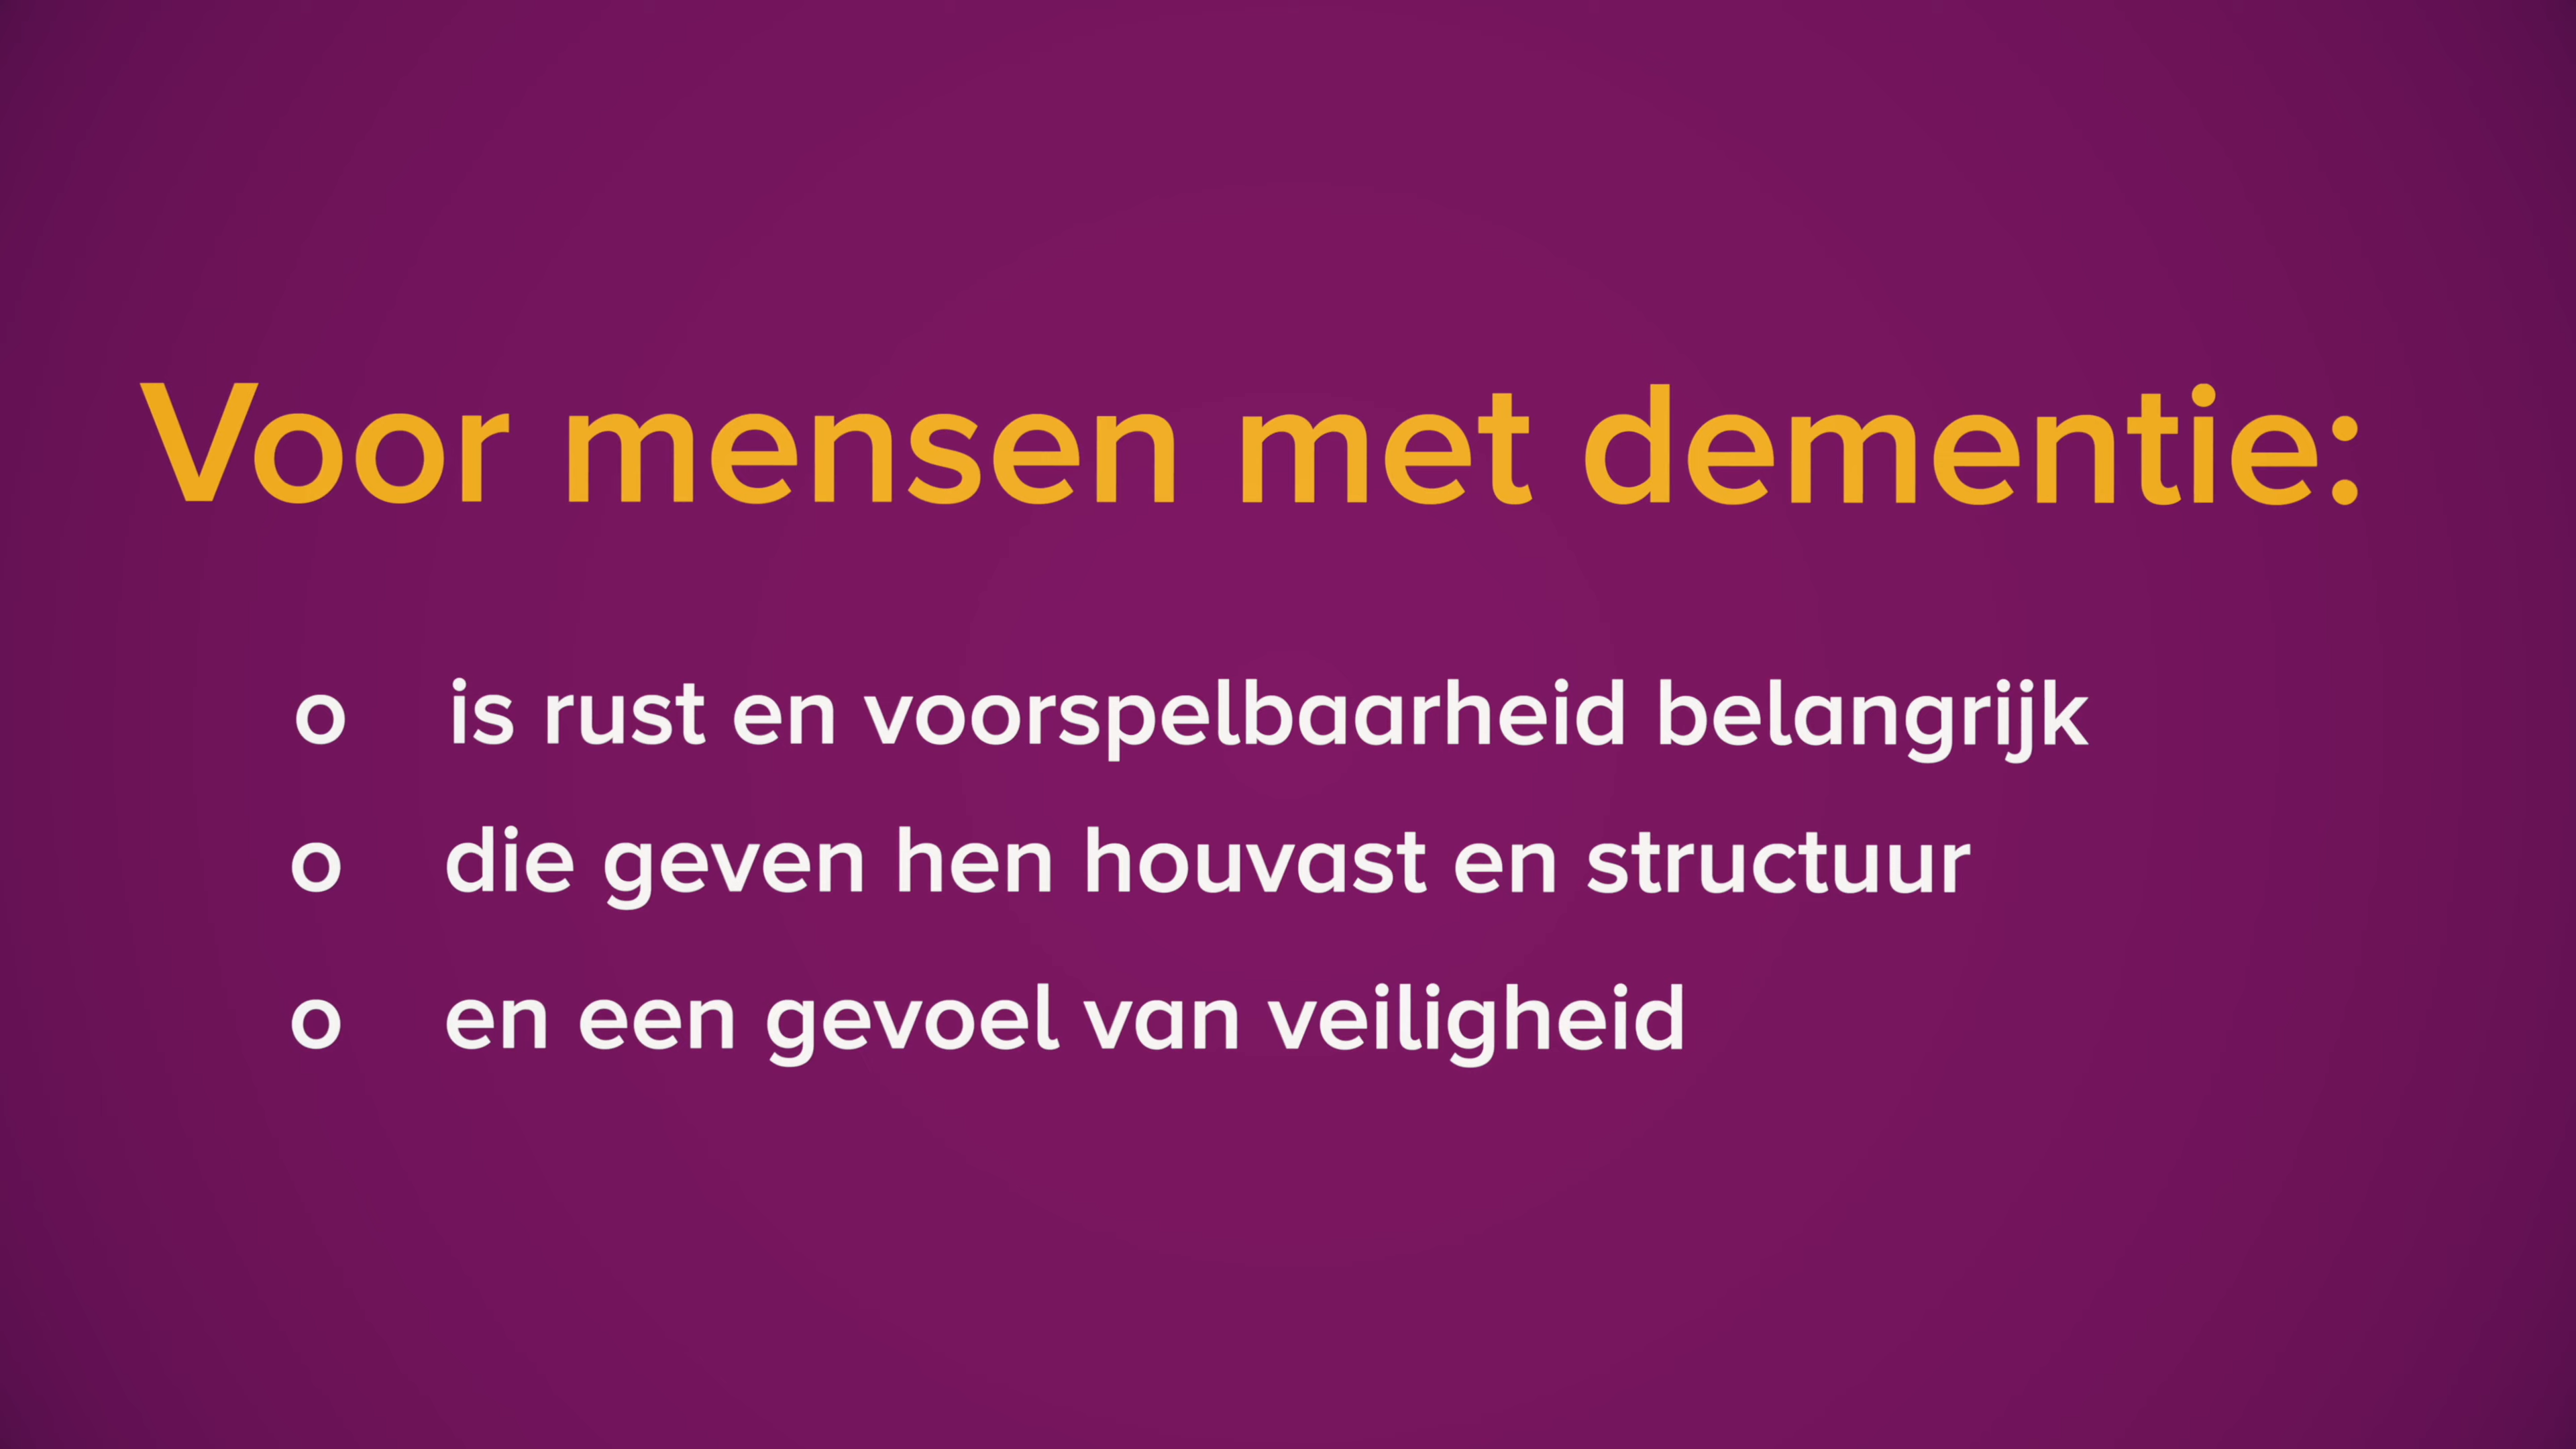 Voor mensen met dementie:
o is rust en voorspelbaarheid belangrijk
o die geven hen houvast en structuur
o en een gevoel van veiligheid